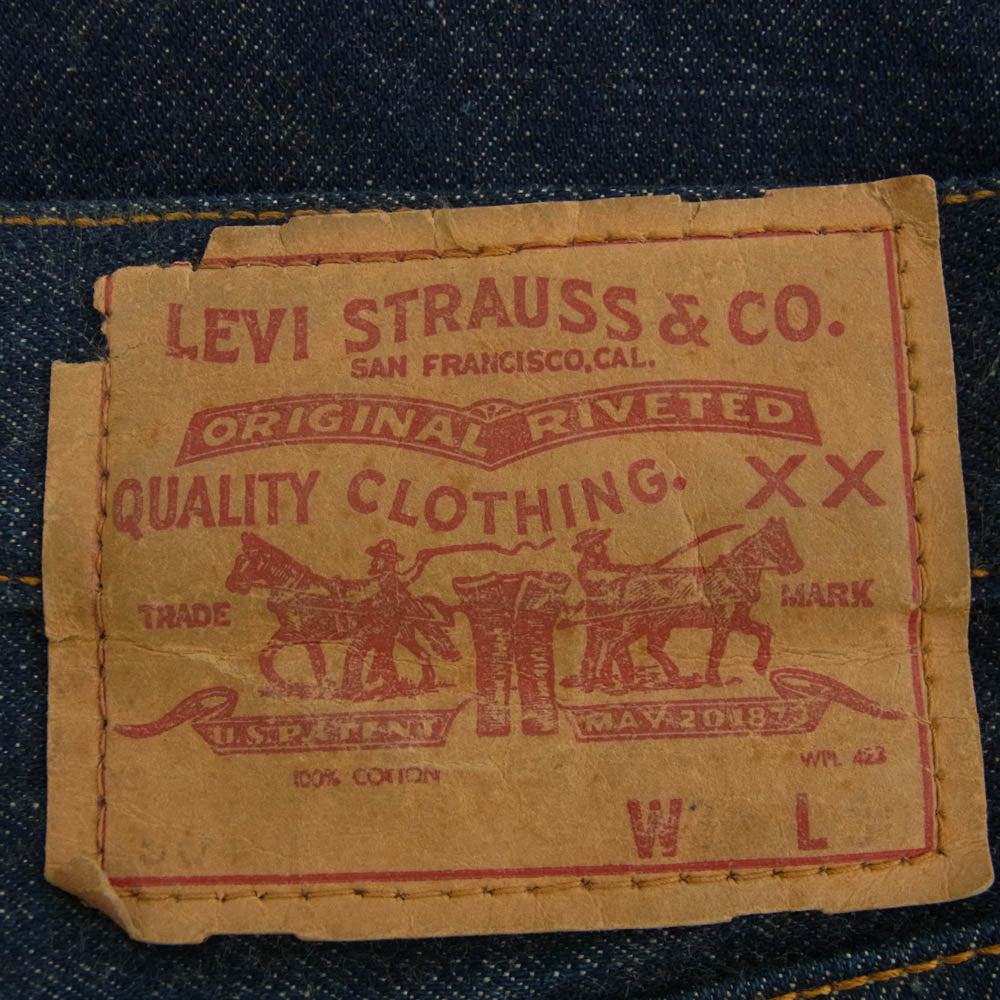 LEVI STRAUSS & CO.
SAN FRANCISCO, CAL.
ORIGINAL RIVETED
QUALITY CLOTHING. XX
TRADE MARK
U.S. PATENT MAY 20 1873
100% COTTON WPL 423
W L